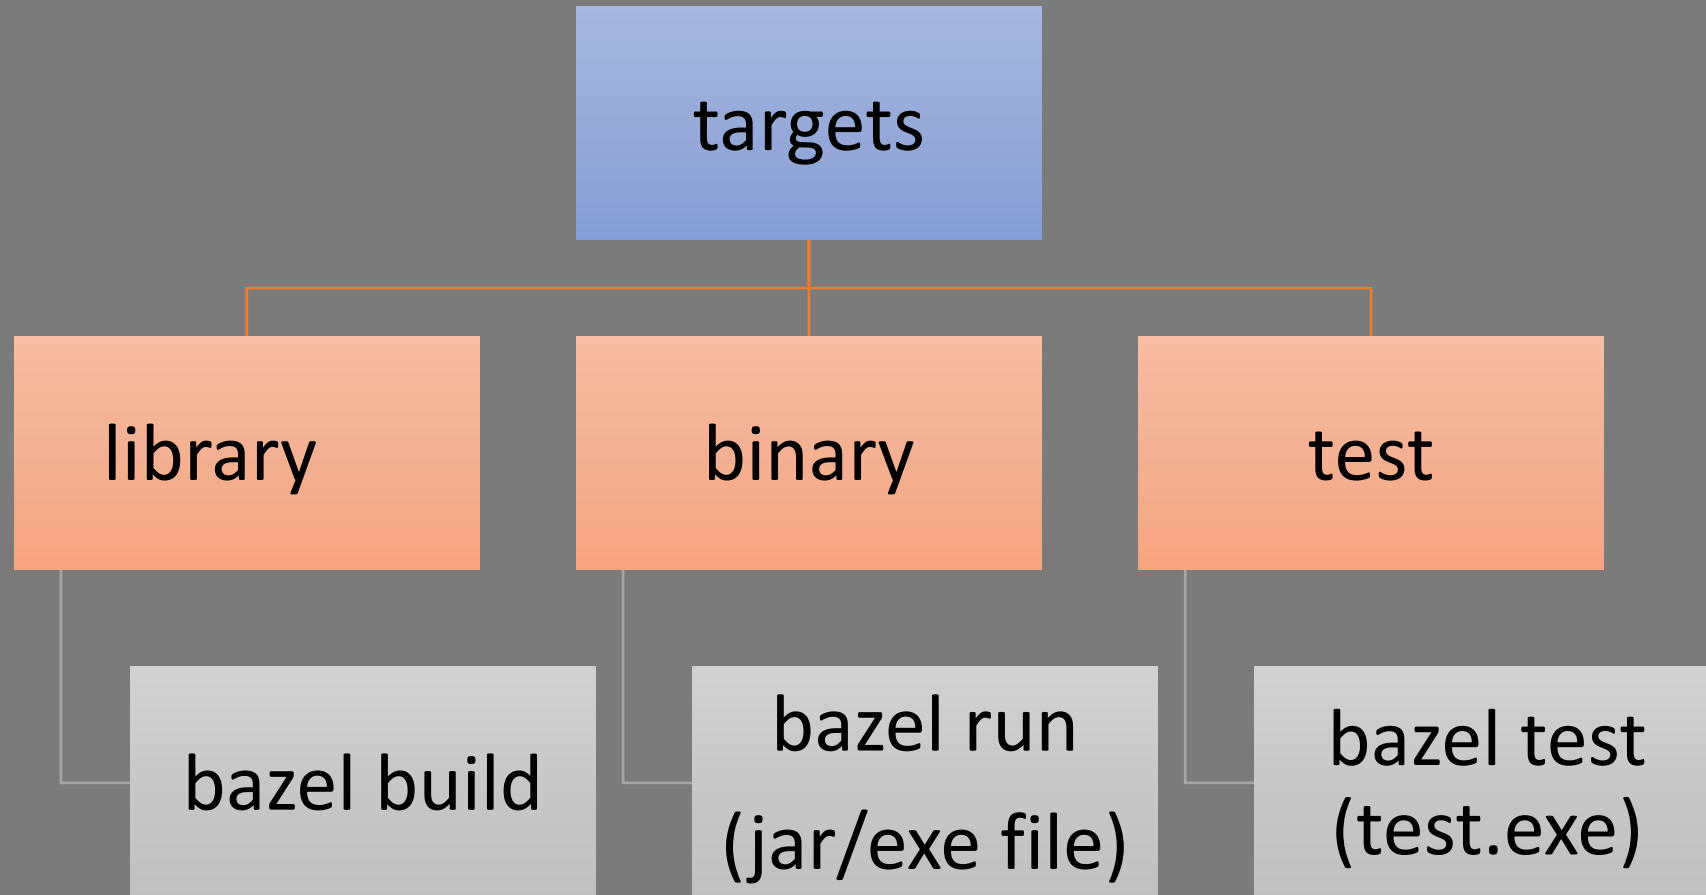 targets
library
binary
test
bazel build
bazel run
(jar/exe file)
bazel test
(test.exe)